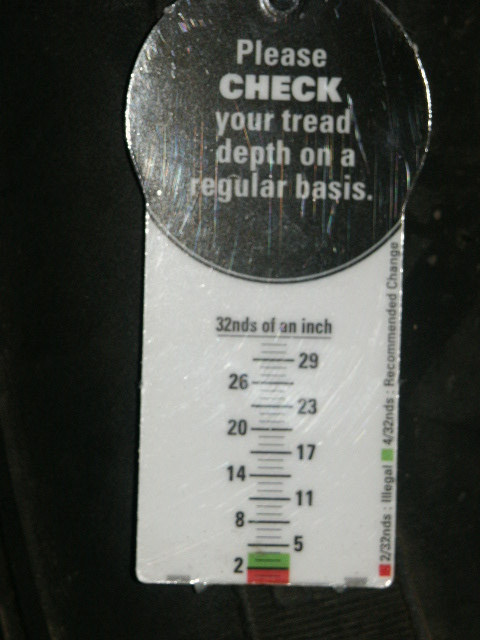 Please
CHECK
your tread
depth on a
regular basis.
32nds of an inch
29
26
23
20
17
14
11
8
5
2
2/32nds : Illegal 4/32nds : Recommended Change